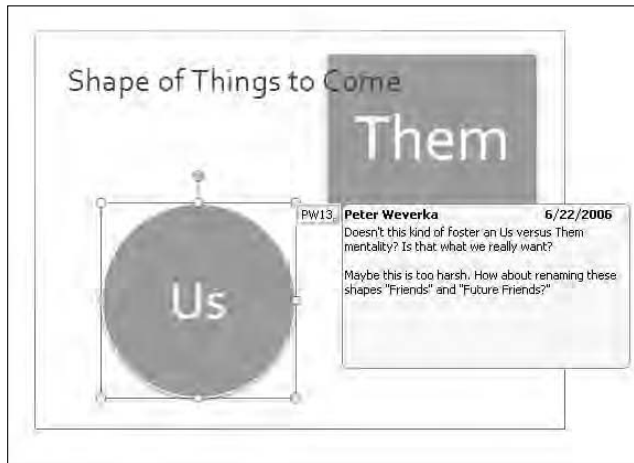 Shape of Things to Come
Them
PW13
Peter Weverka 6/22/2006
Doesn't this kind of foster an Us versus Them
mentality? Is that what we really want?
Maybe this is too harsh. How about renaming these
shapes "Friends" and "Future Friends?"
Us